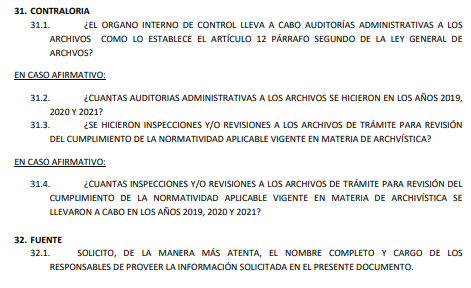 31. CONTRALORIA
31.1. ¿EL ORGANO INTERNO DE CONTROL LLEVA A CABO AUDITORÍAS ADMINISTRATIVAS A LOS
ARCHIVOS COMO LO ESTABLECE EL ARTÍCULO 12 PÁRRAFO SEGUNDO DE LA LEY GENERAL DE
ARCHVOS?
EN CASO AFIRMATIVO:
31.2. ¿CUANTAS AUDITORIAS ADMINISTRATIVAS A LOS ARCHIVOS SE HICIERON EN LOS AÑOS 2019,
2020 Y 2021?
31.3. ¿SE HICIERON INSPECCIONES Y/O REVISIONES A LOS ARCHIVOS DE TRÁMITE PARA REVISIÓN
DEL CUMPLIMIENTO DE LA NORMATIVIDAD APLICABLE VIGENTE EN MATERIA DE ARCHVÍSTICA?
EN CASO AFIRMATIVO:
31.4. ¿CUANTAS INSPECCIONES Y/O REVISIONES A LOS ARCHIVOS DE TRÁMITE PARA REVISIÓN DEL
CUMPLIMIENTO DE LA NORMATIVIDAD APLICABLE VIGENTE EN MATERIA DE ARCHIVÍSTICA SE
LLEVARON A CABO EN LOS AÑOS 2019, 2020 Y 2021?
32. FUENTE
32.1. SOLICITO, DE LA MANERA MÁS ATENTA, EL NOMBRE COMPLETO Y CARGO DE LOS
RESPONSABLES DE PROVEER LA INFORMACIÓN SOLICITADA EN EL PRESENTE DOCUMENTO.